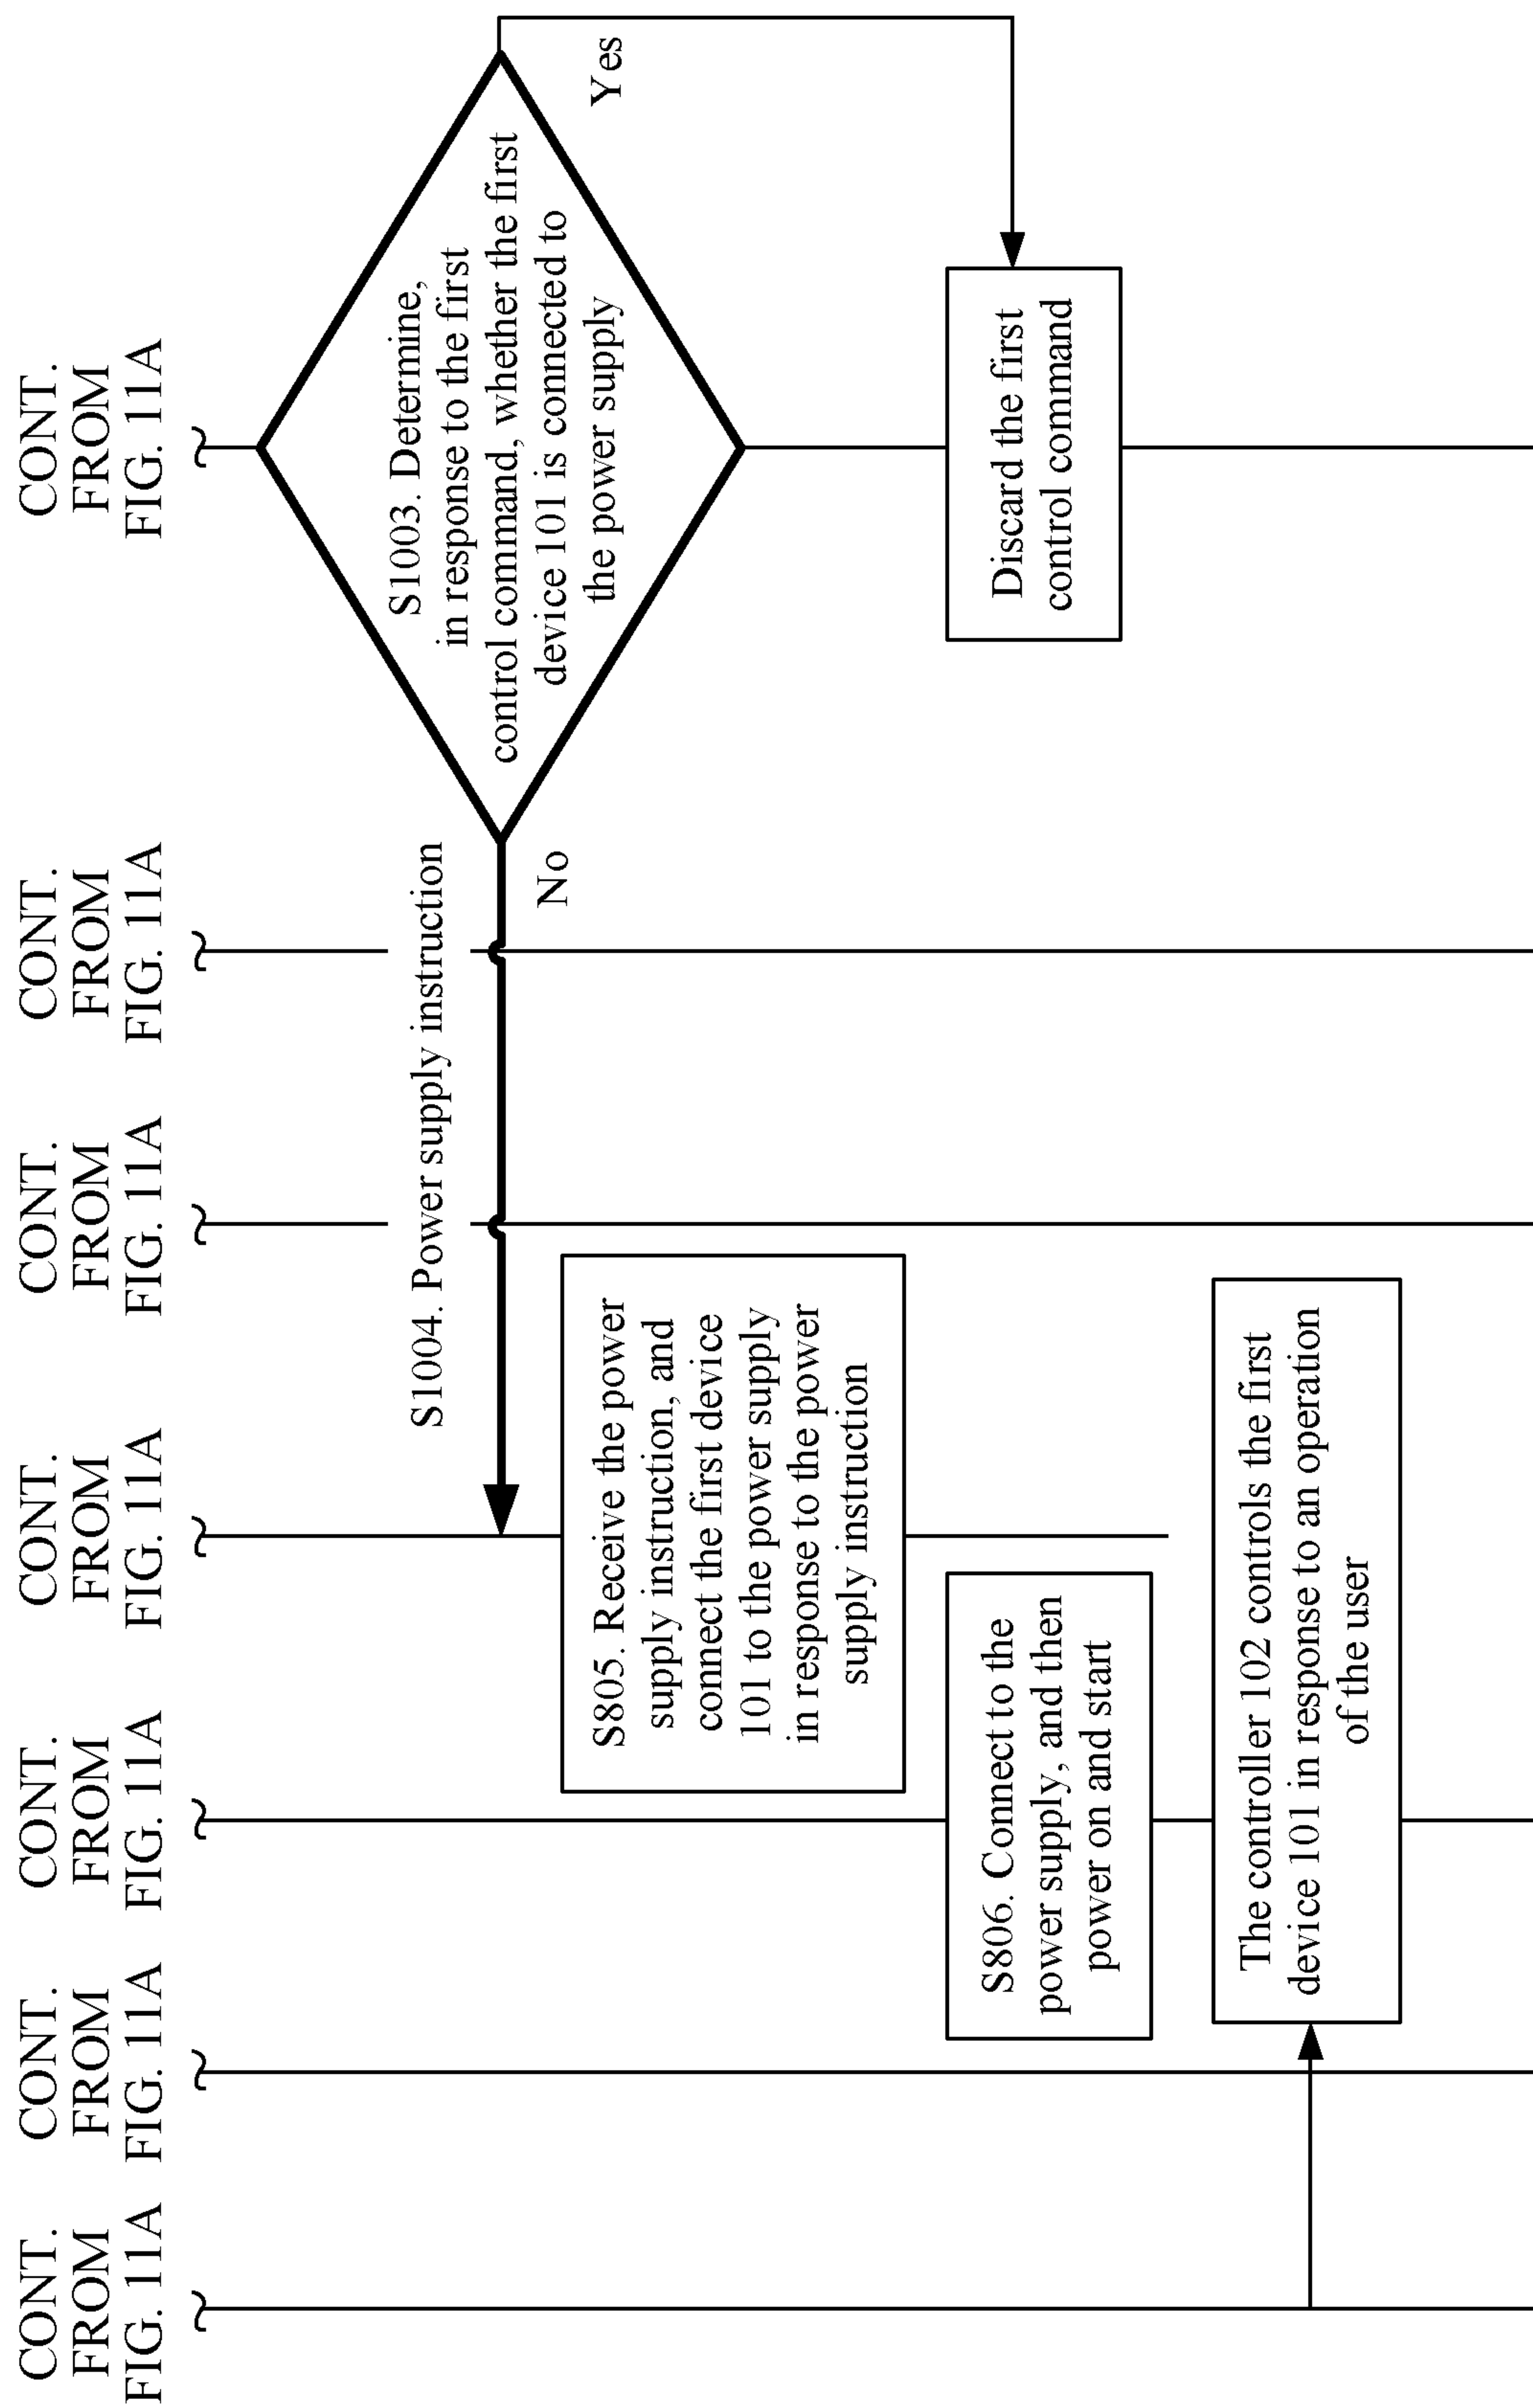 CONT.
FROM
FIG. 11A
CONT.
FROM
FIG. 11A
CONT.
FROM
FIG. 11A
CONT.
FROM
FIG. 11A
CONT.
FROM
FIG. 11A
CONT.
FROM
FIG. 11A
CONT.
FROM
FIG. 11A
S1003. Determine,
in response to the first
control command, whether the first
device 101 is connected to
the power supply
Yes
No
S1004. Power supply instruction
S805. Receive the power
supply instruction, and
connect the first device
101 to the power supply
in response to the power
supply instruction
Discard the first
control command
S806. Connect to the
power supply, and then
power on and start
The controller 102 controls the first
device 101 in response to an operation
of the user